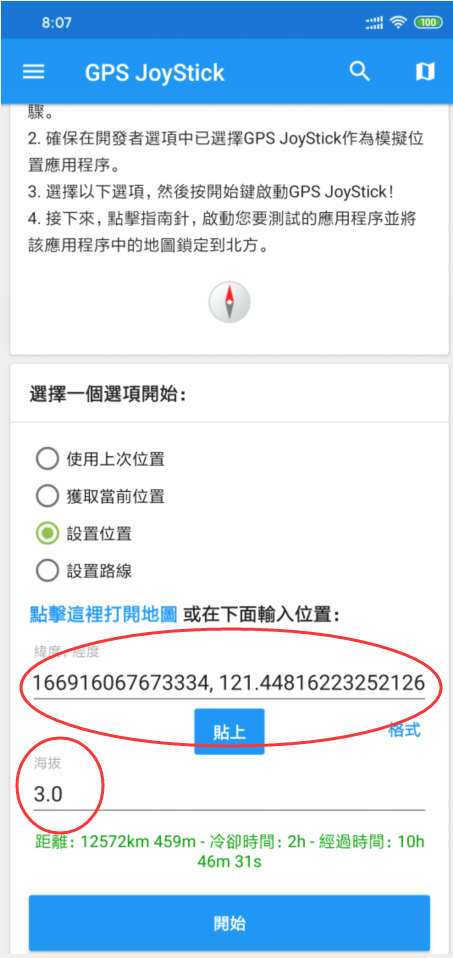 8:07
100
GPS JoyStick
驟。
2. 確保在開發者選項中已選擇GPS JoyStick作為模擬位
置應用程序。
3. 選擇以下選項，然後按開始鍵啟動GPS JoyStick！
4. 接下來，點擊指南針，啟動您要測試的應用程序並將
該應用程序中的地圖鎖定到北方。
選擇一個選項開始：
使用上次位置
獲取當前位置
設置位置
設置路線
點擊這裡打開地圖 或在下面輸入位置：
緯度，經度
166916067673334, 121.44816223252126
貼上
格式
海拔
3.0
距離：12572km 459m - 冷卻時間：2h - 經過時間：10h
46m 31s
開始